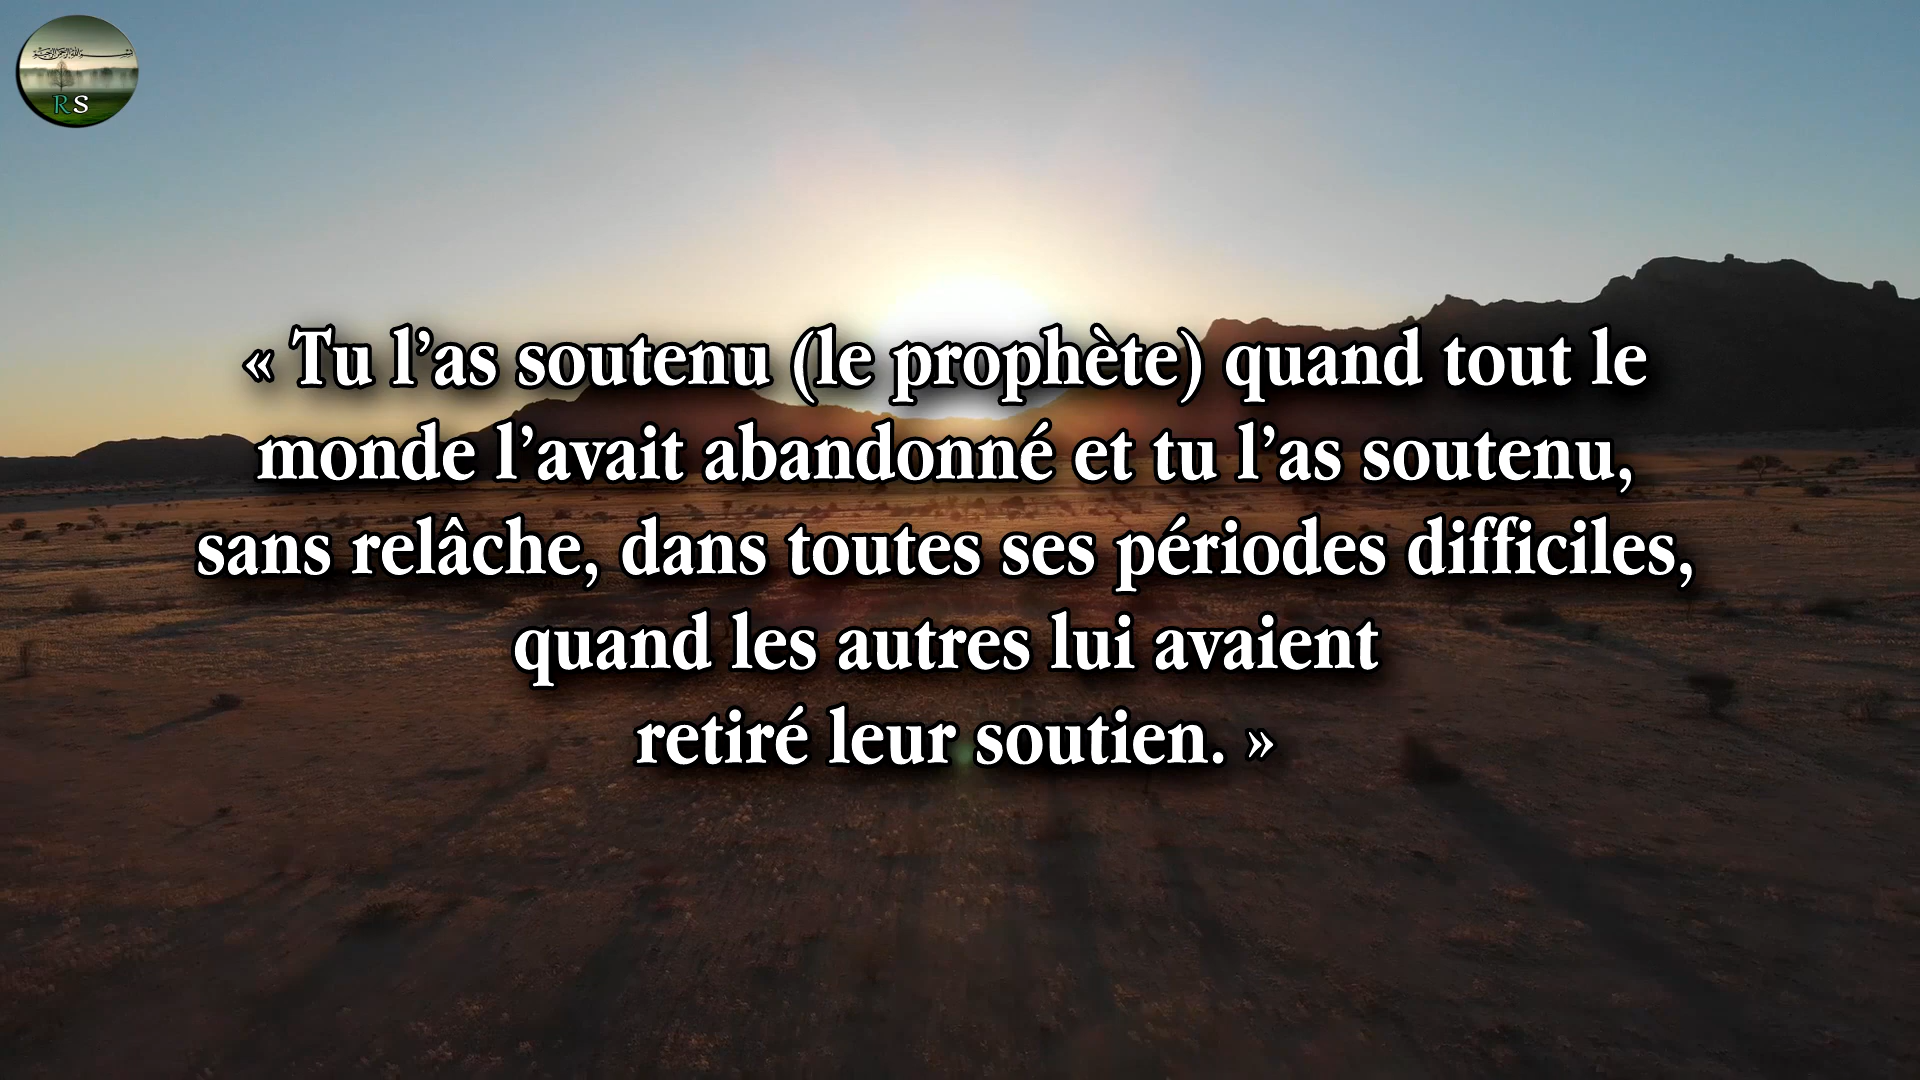 RS
« Tu l’as soutenu (le prophète) quand tout le
monde l’avait abandonné et tu l’as soutenu,
sans relâche, dans toutes ses périodes difficiles,
quand les autres lui avaient
retiré leur soutien. »